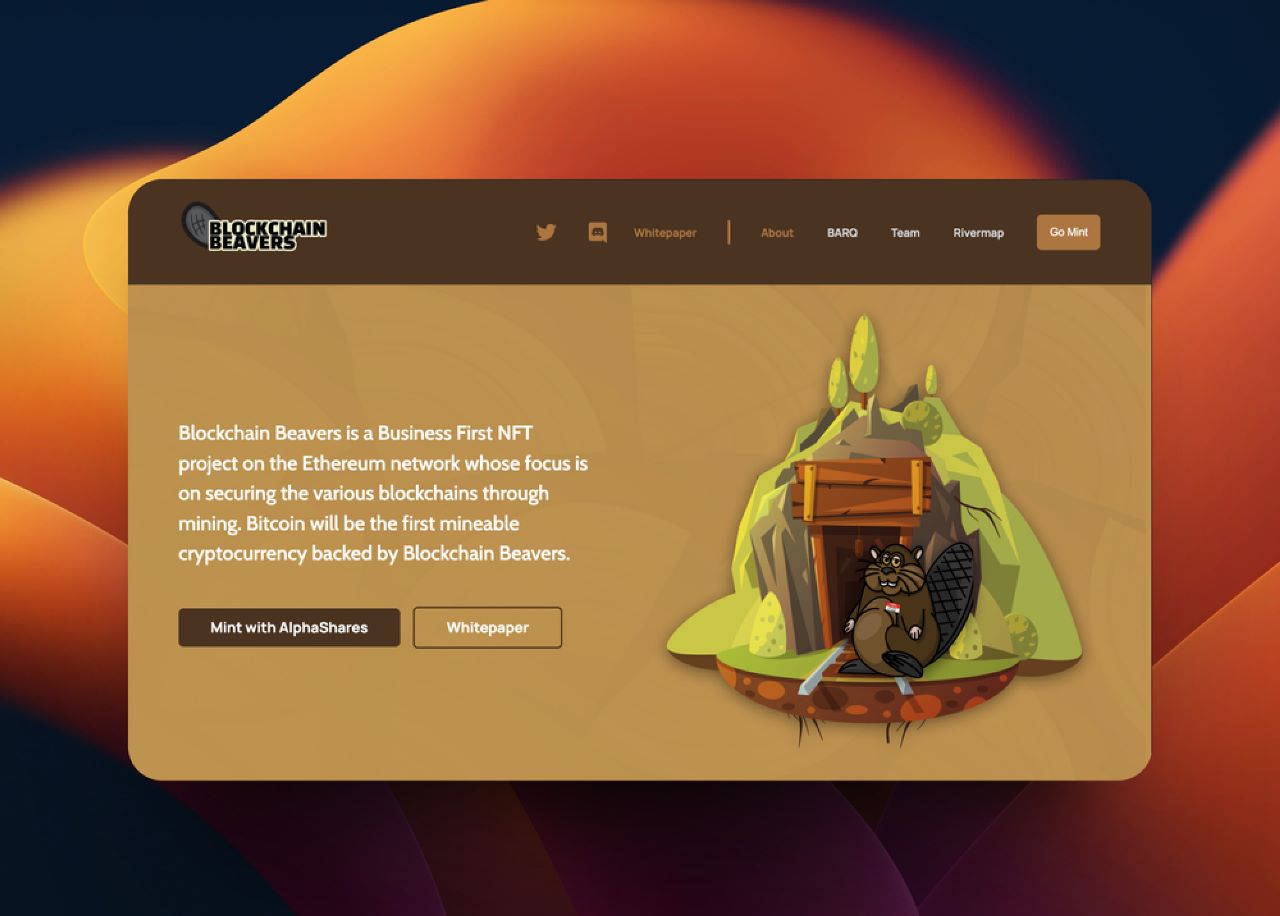 BLOCKCHAIN
BEAVERS
Whitepaper
About
BARQ
Team
Rivermap
Go Mint
Blockchain Beavers is a Business First NFT
project on the Ethereum network whose focus is
on securing the various blockchains through
mining. Bitcoin will be the first mineable
cryptocurrency backed by Blockchain Beavers.
Mint with AlphaShares
Whitepaper